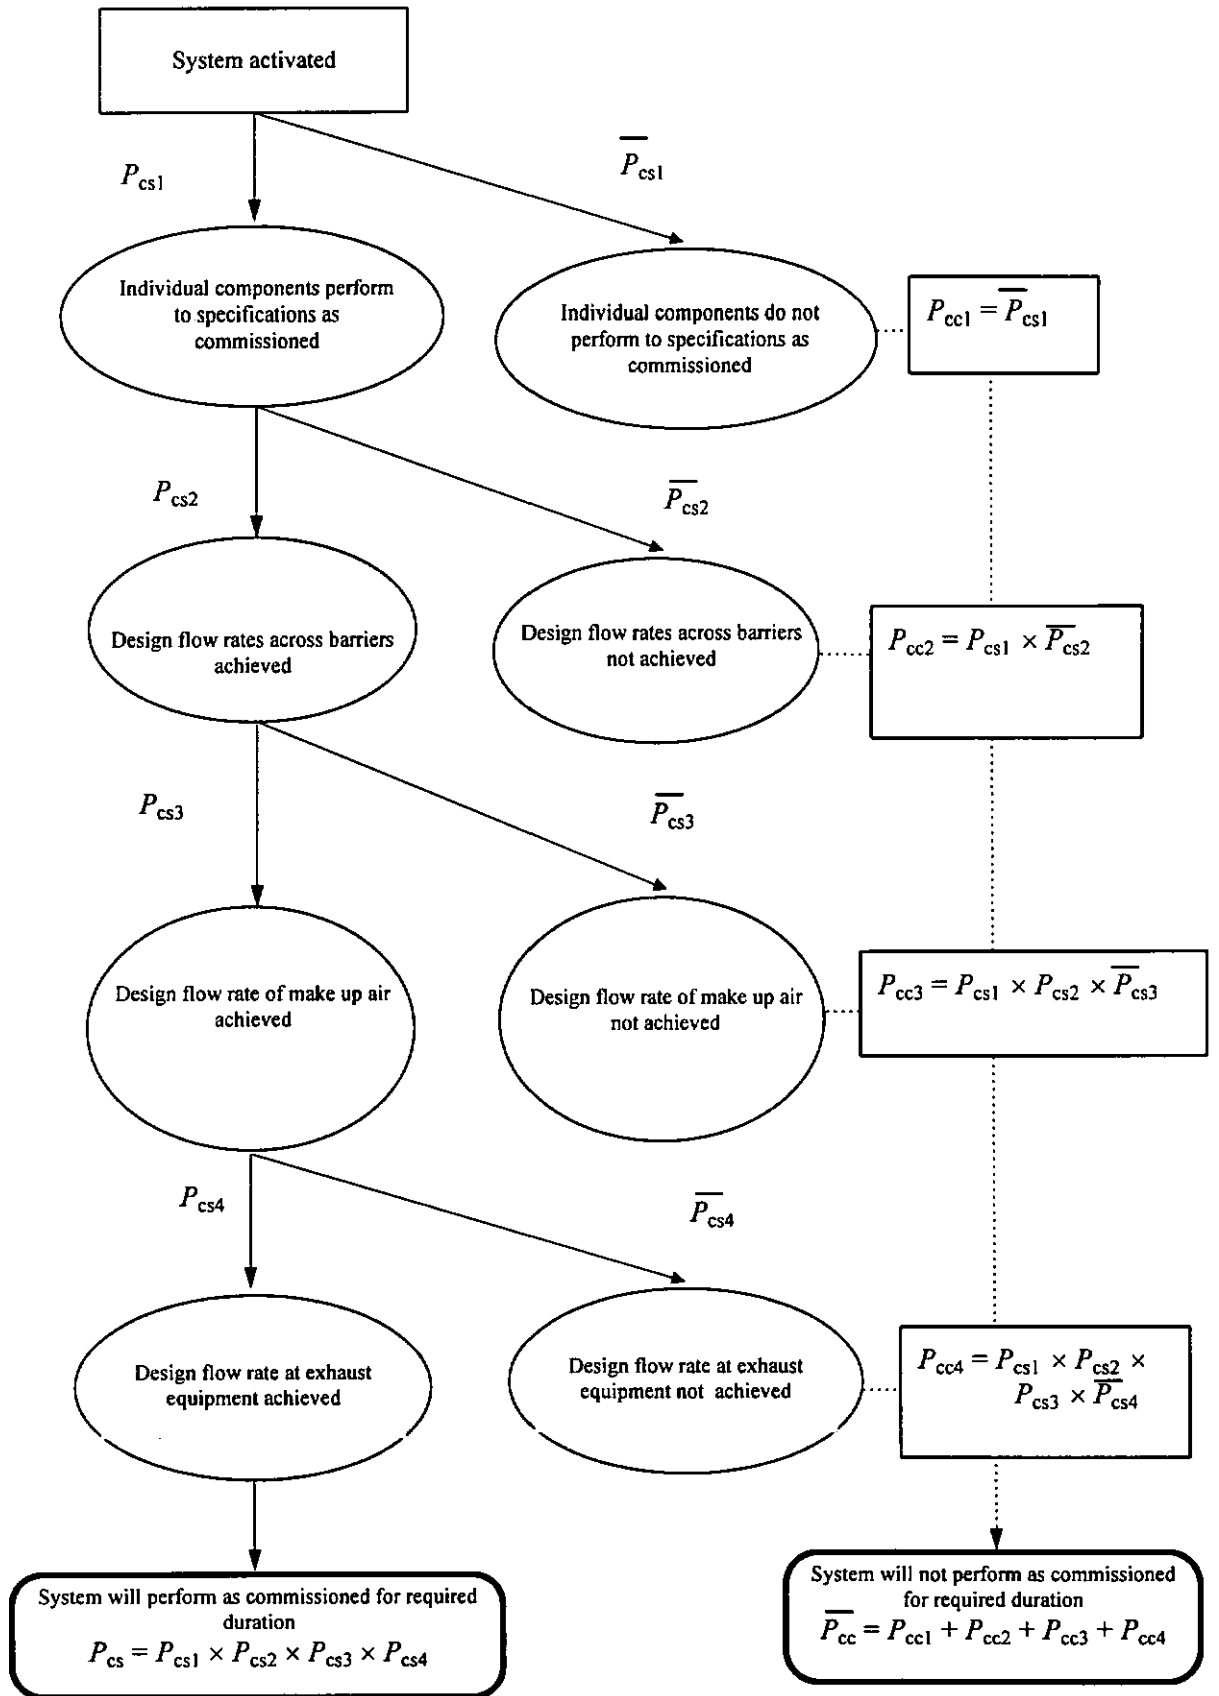 System activated
P_cs1
P̅_cs1
Individual components perform
to specifications as
commissioned
Individual components do not
perform to specifications as
commissioned
P_cc1 = P̅_cs1
P_cs2
P̅_cs2
Design flow rates across barriers
achieved
Design flow rates across barriers
not achieved
P_cc2 = P_cs1 × P̅_cs2
P_cs3
P̅_cs3
Design flow rate of make up air
achieved
Design flow rate of make up air
not achieved
P_cc3 = P_cs1 × P_cs2 × P̅_cs3
P_cs4
P̅_cs4
Design flow rate at exhaust
equipment achieved
Design flow rate at exhaust
equipment not achieved
P_cc4 = P_cs1 × P_cs2 ×
P_cs3 × P̅_cs4
System will perform as commissioned for required
duration
P_cs = P_cs1 × P_cs2 × P_cs3 × P_cs4
System will not perform as commissioned
for required duration
P̅_cc = P_cc1 + P_cc2 + P_cc3 + P_cc4